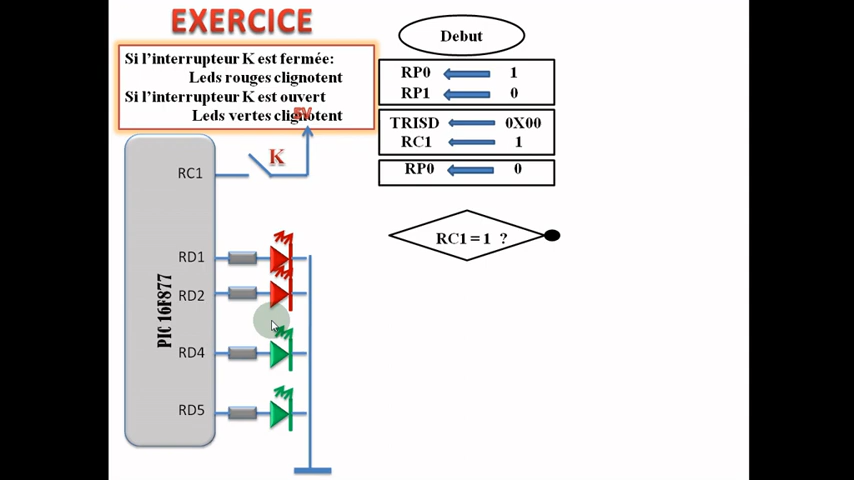 EXERCICE
Si l'interrupteur K est fermée:
Leds rouges clignotent
Si l'interrupteur K est ouvert
Leds vertes clignotent
5V
K
RC1
RD1
RD2
RD4
RD5
PIC 16F877
Debut
RP0 1
RP1 0
TRISD 0X00
RC1 1
RP0 0
RC1 = 1 ?